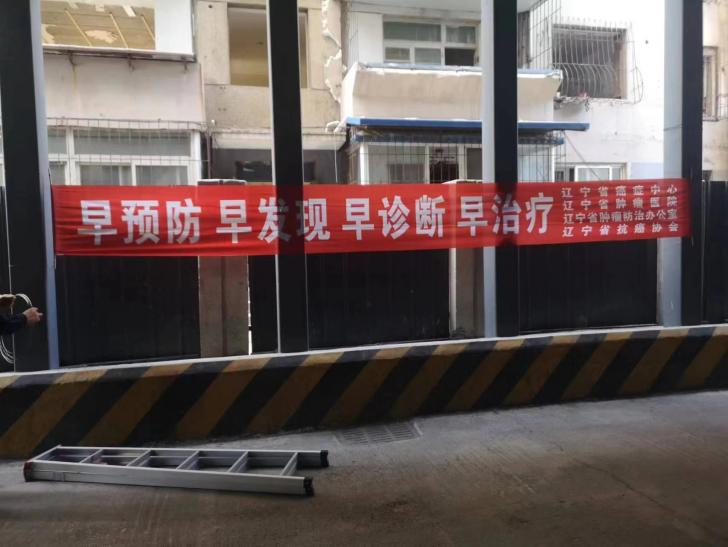 早预防 早发现 早诊断 早治疗
辽宁省癌症中心
辽宁省肿瘤医院
辽宁省肿瘤防治办公室
辽宁省抗癌协会